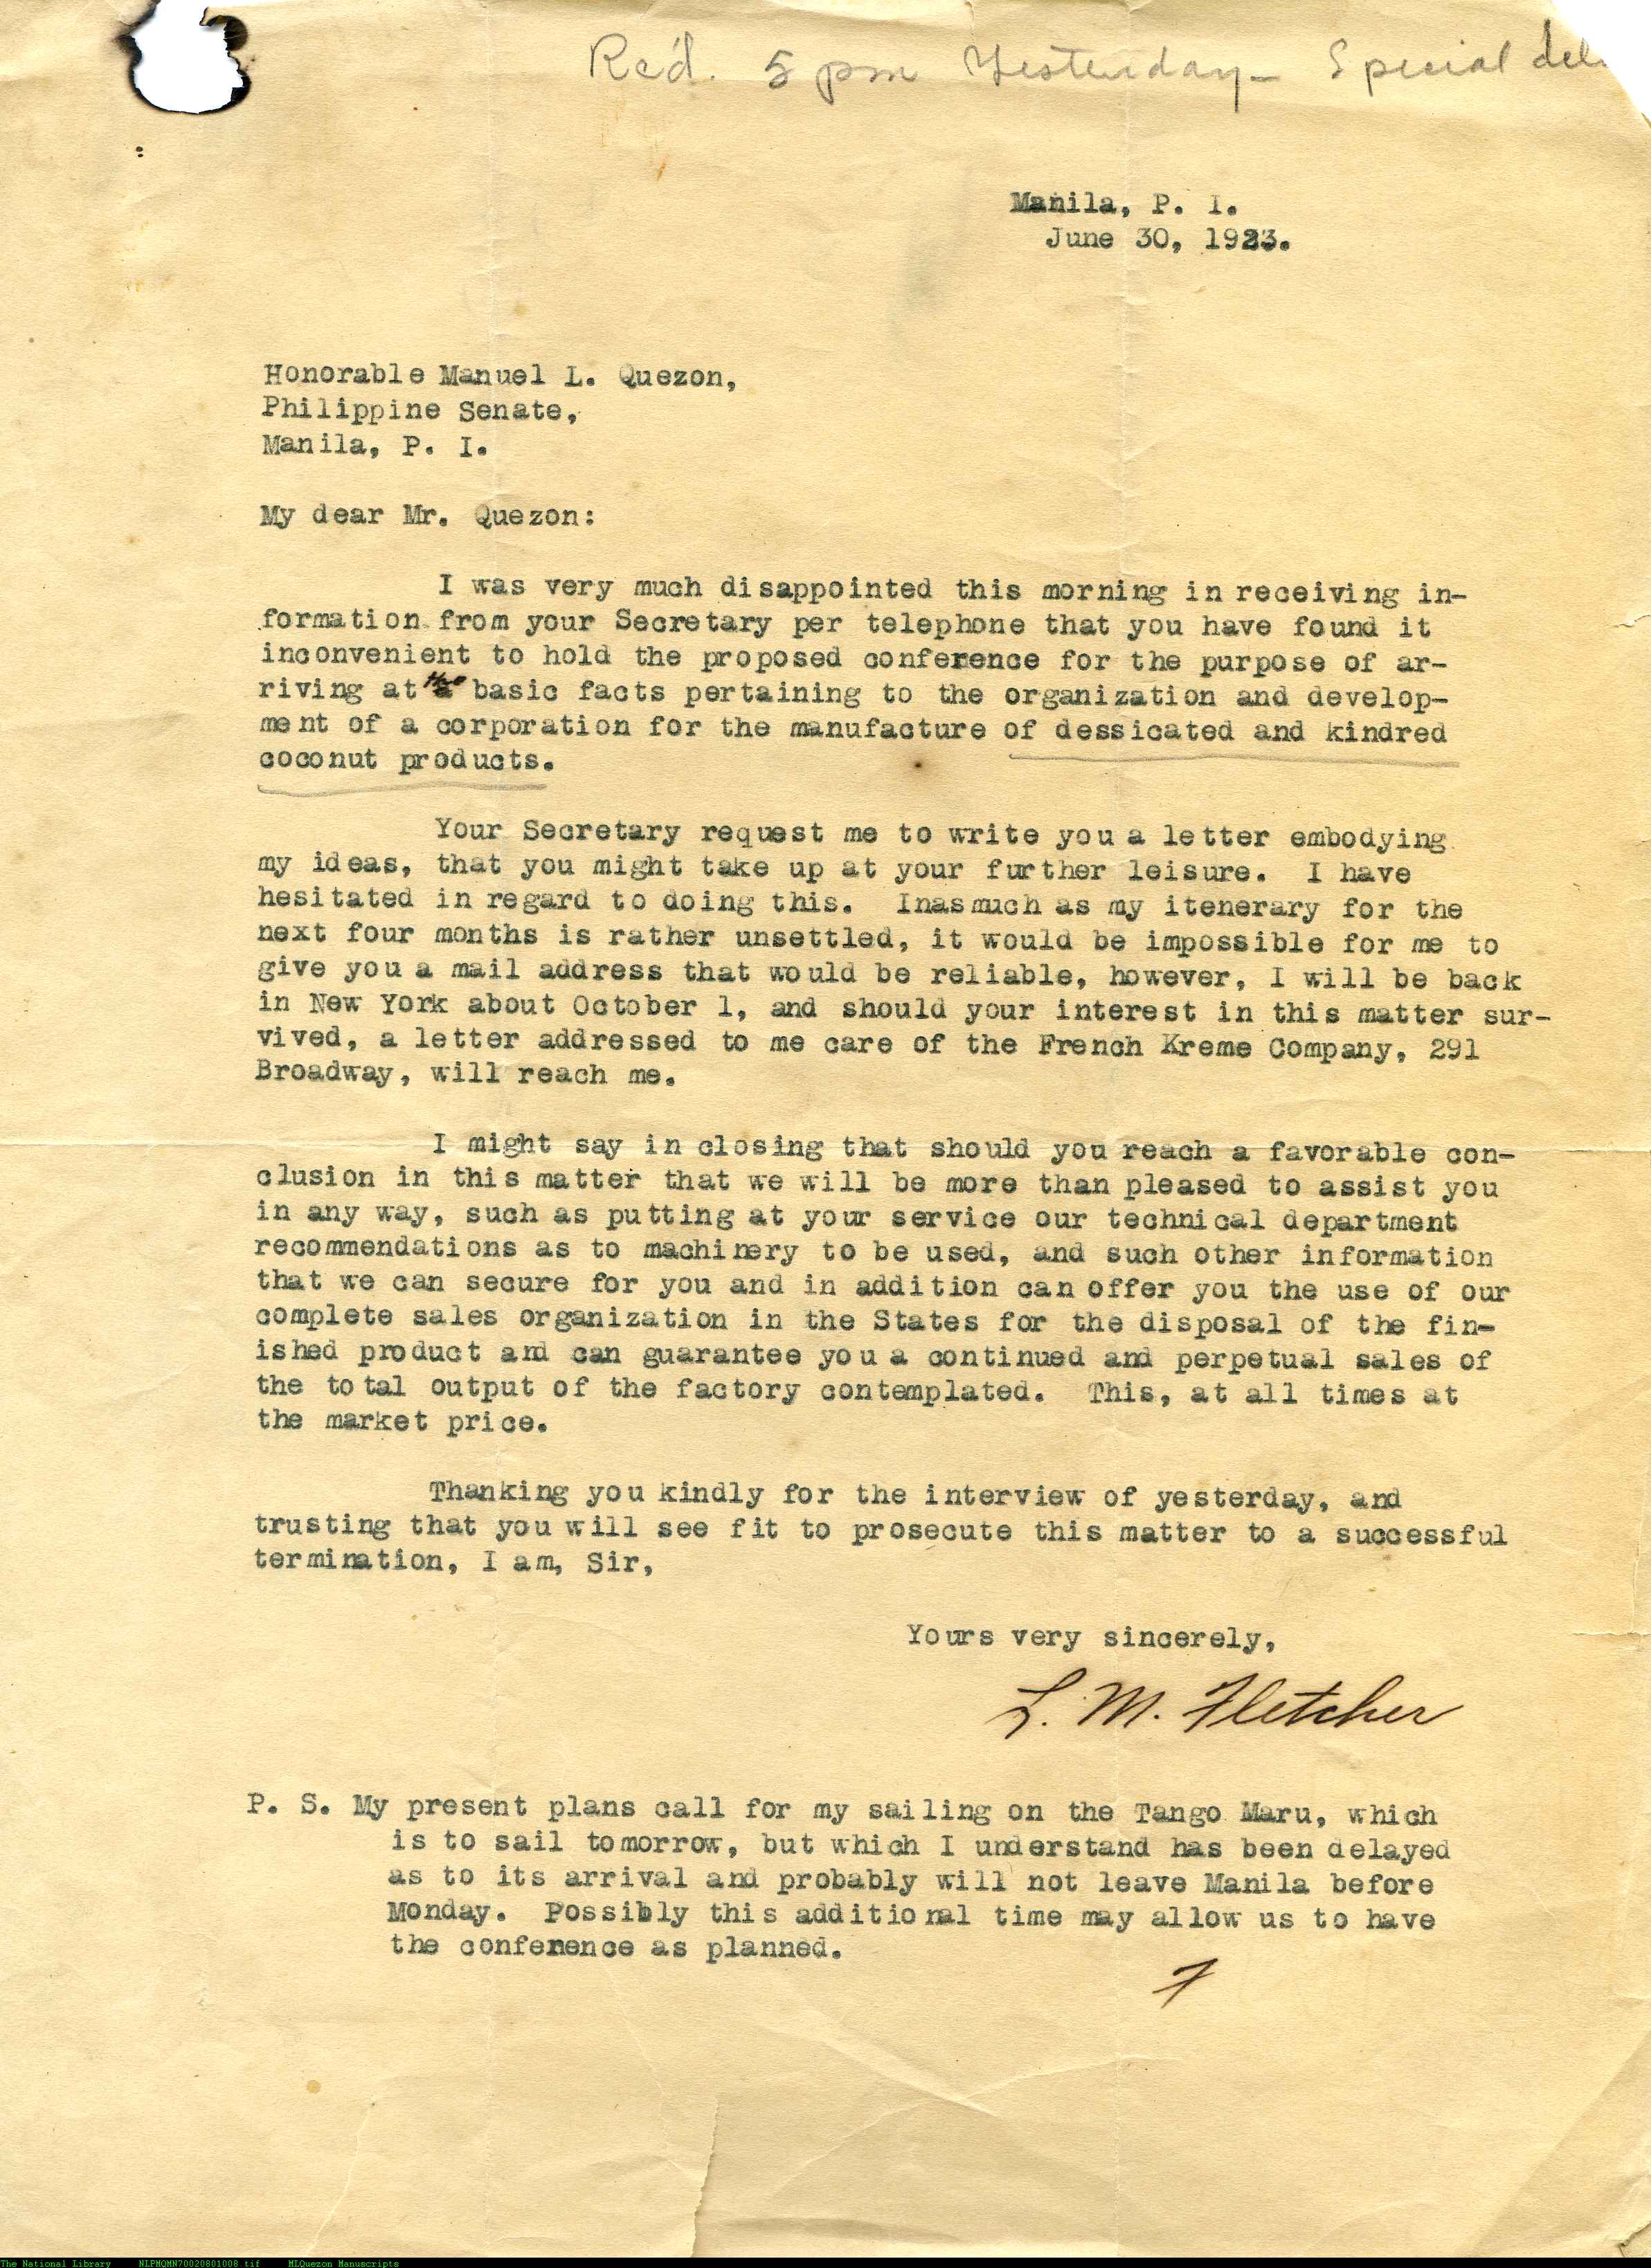 Rec'd. 5 pm Yesterday - Special del
Manila, P. I.
June 30, 1923.
Honorable Manuel L. Quezon,
Philippine Senate,
Manila, P. I.
My dear Mr. Quezon:
I was very much disappointed this morning in receiving in-
formation from your Secretary per telephone that you have found it
inconvenient to hold the proposed conference for the purpose of ar-
riving at the basic facts pertaining to the organization and develop-
ment of a corporation for the manufacture of dessicated and kindred
coconut products.
Your Secretary request me to write you a letter embodying
my ideas, that you might take up at your further leisure. I have
hesitated in regard to doing this. Inasmuch as my itenerary for the
next four months is rather unsettled, it would be impossible for me to
give you a mail address that would be reliable, however, I will be back
in New York about October 1, and should your interest in this matter sur-
vived, a letter addressed to me care of the French Kreme Company, 291
Broadway, will reach me.
I might say in closing that should you reach a favorable con-
clusion in this matter that we will be more than pleased to assist you
in any way, such as putting at your service our technical department
recommendations as to machinery to be used, and such other information
that we can secure for you and in addition can offer you the use of our
complete sales organization in the States for the disposal of the fin-
ished product and can guarantee you a continued and perpetual sales of
the total output of the factory contemplated. This, at all times at
the market price.
Thanking you kindly for the interview of yesterday, and
trusting that you will see fit to prosecute this matter to a successful
termination, I am, Sir,
Yours very sincerely,
L. M. Fletcher
P. S. My present plans call for my sailing on the Tango Maru, which
is to sail tomorrow, but which I understand has been delayed
as to its arrival and probably will not leave Manila before
Monday. Possibly this additional time may allow us to have
the conference as planned.
F
The National Library NLPMQMN70020801008.tif MLQuezon Manuscripts